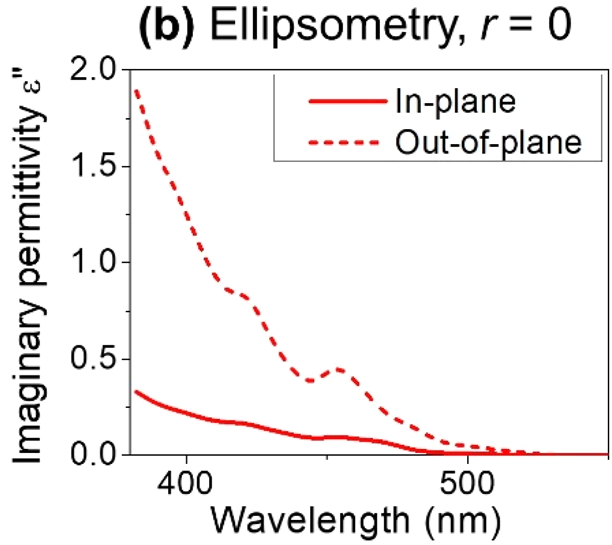 (b) Ellipsometry, r = 0
Imaginary permittivity ε"
2.0
1.5
1.0
0.5
0.0
In-plane
Out-of-plane
400
500
Wavelength (nm)